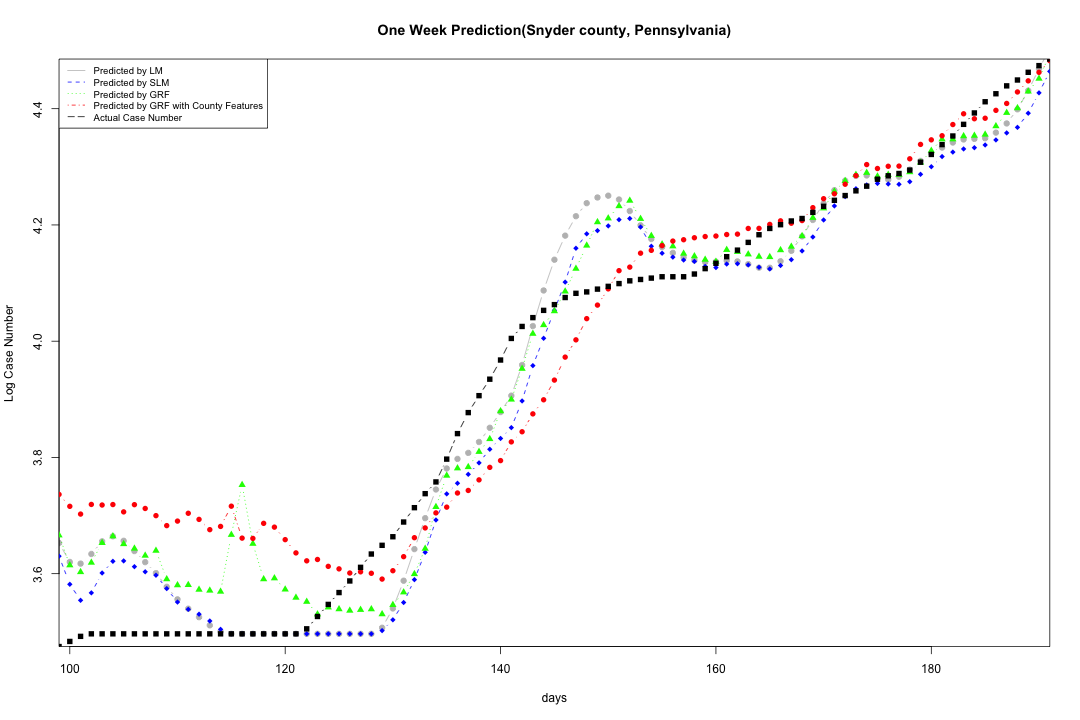 One Week Prediction(Snyder county, Pennsylvania)
Predicted by LM
Predicted by SLM
Predicted by GRF
Predicted by GRF with County Features
Actual Case Number
Log Case Number
4.4
4.2
4.0
3.8
3.6
100 120 140 160 180
days